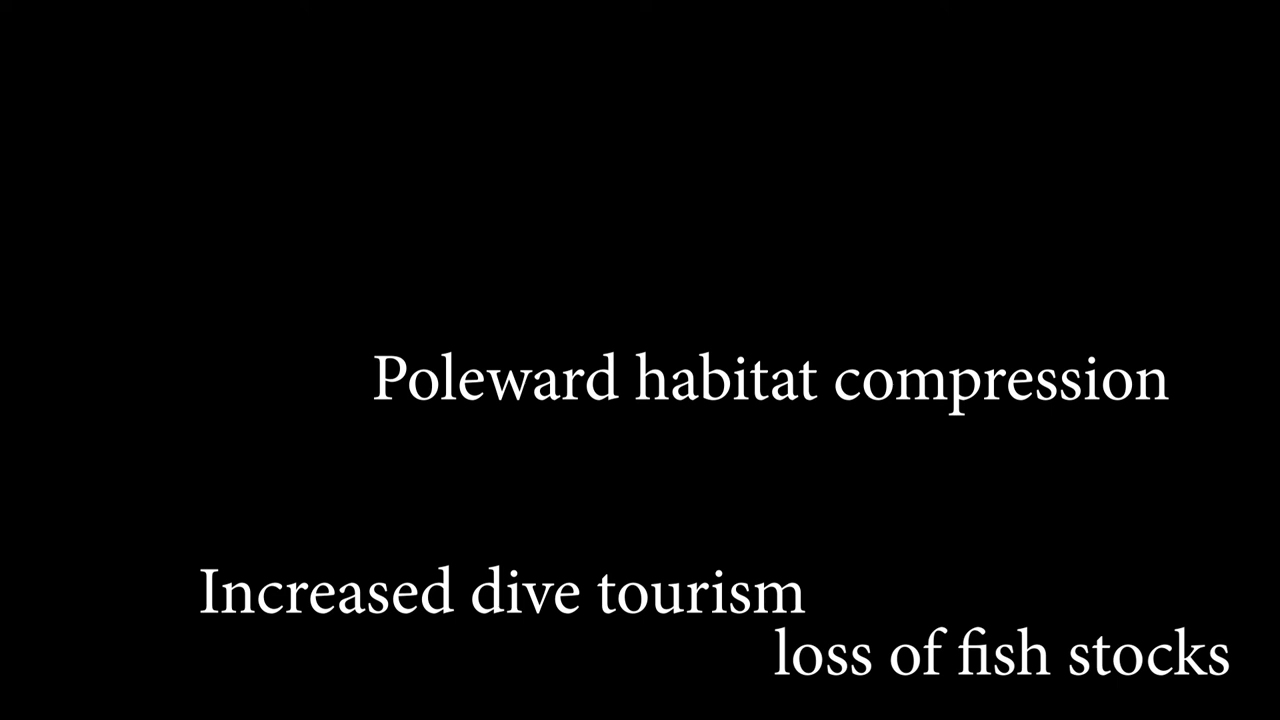 Poleward habitat compression
Increased dive tourism
loss of fish stocks